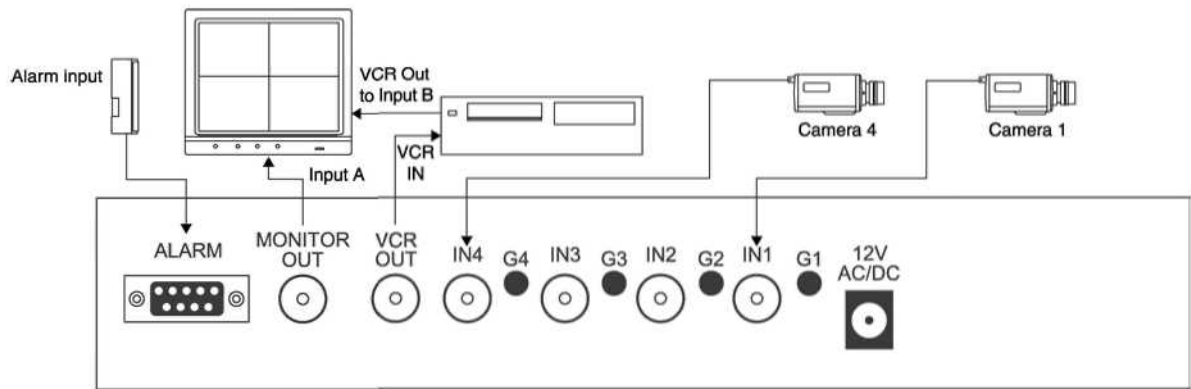 Alarm input
VCR Out
to Input B
Camera 4
Camera 1
Input A
VCR
IN
ALARM
MONITOR
OUT
VCR
OUT
IN4
G4
IN3
G3
IN2
G2
IN1
G1
12V
AC/DC